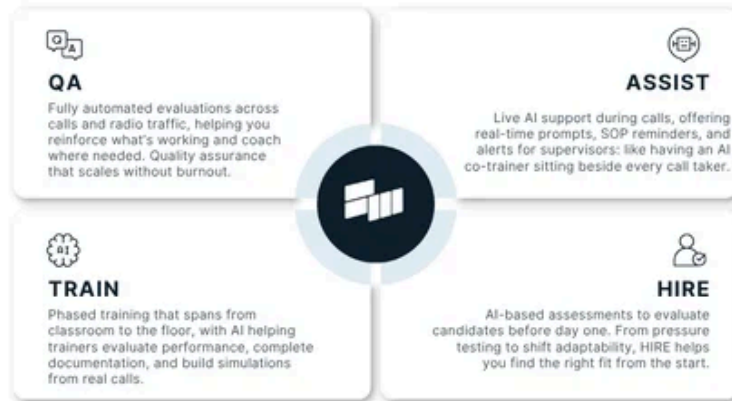 Q A
QA
Fully automated evaluations across
calls and radio traffic, helping you
reinforce what's working and coach
where needed. Quality assurance
that scales without burnout.
ASSIST
Live AI support during calls, offering
real-time prompts, SOP reminders, and
alerts for supervisors: like having an AI
co-trainer sitting beside every call taker.
AI
TRAIN
Phased training that spans from
classroom to the floor, with AI helping
trainers evaluate performance, complete
documentation, and build simulations
from real calls.
HIRE
AI-based assessments to evaluate
candidates before day one. From pressure
testing to shift adaptability, HIRE helps
you find the right fit from the start.